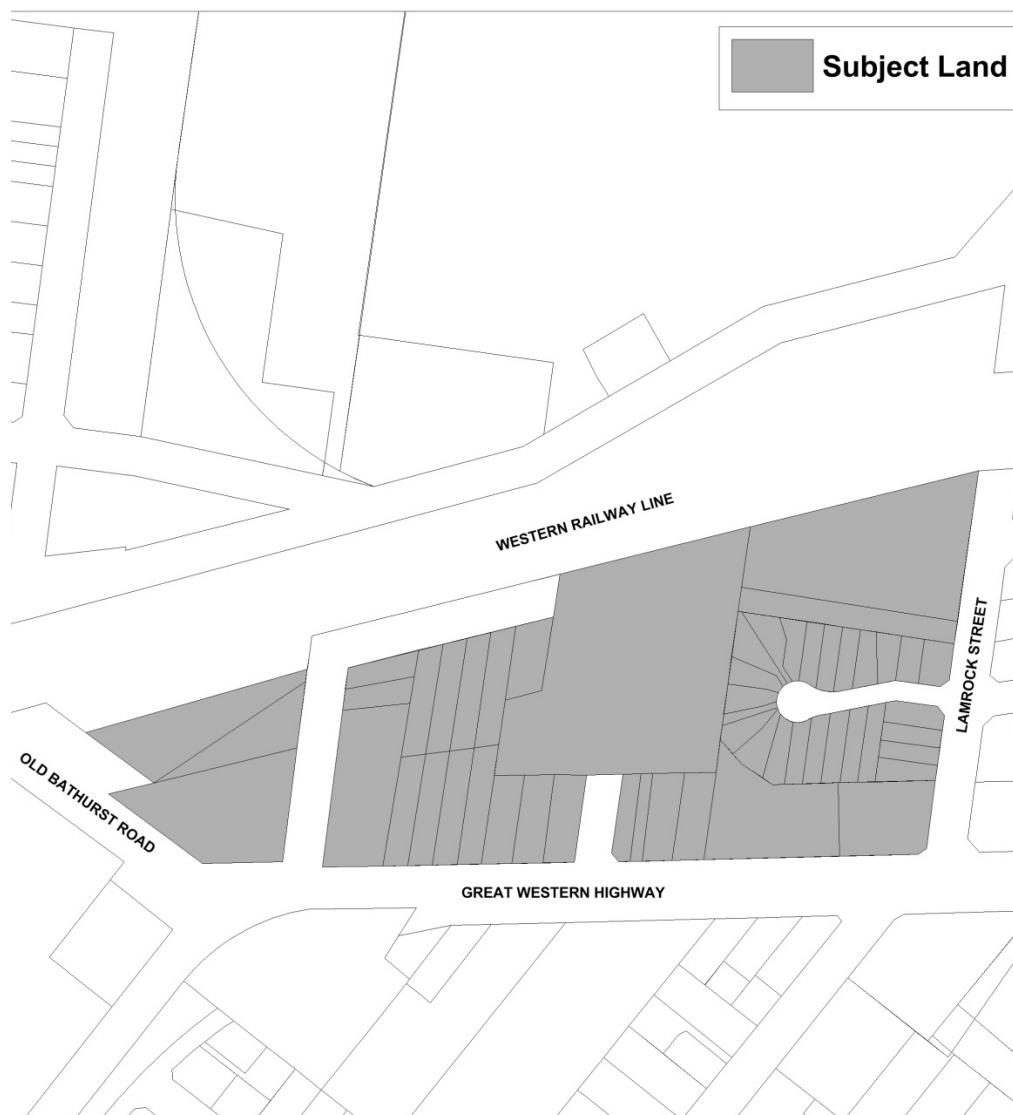 Subject Land
WESTERN RAILWAY LINE
LAMROCK STREET
OLD BATHURST ROAD
GREAT WESTERN HIGHWAY